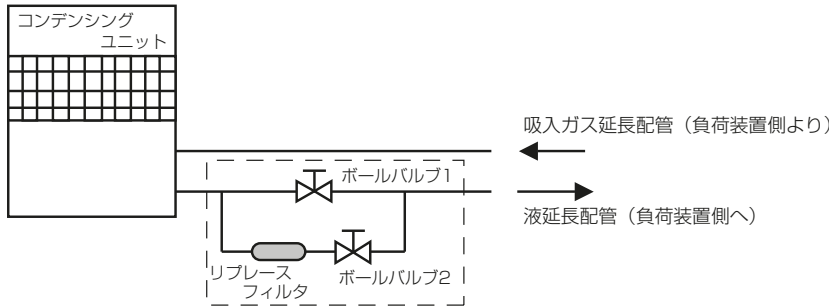 コンデンシング
ユニット
吸入ガス延長配管（負荷装置側より）
ボールバルブ1
液延長配管（負荷装置側へ）
リプレース
フィルタ
ボールバルブ2